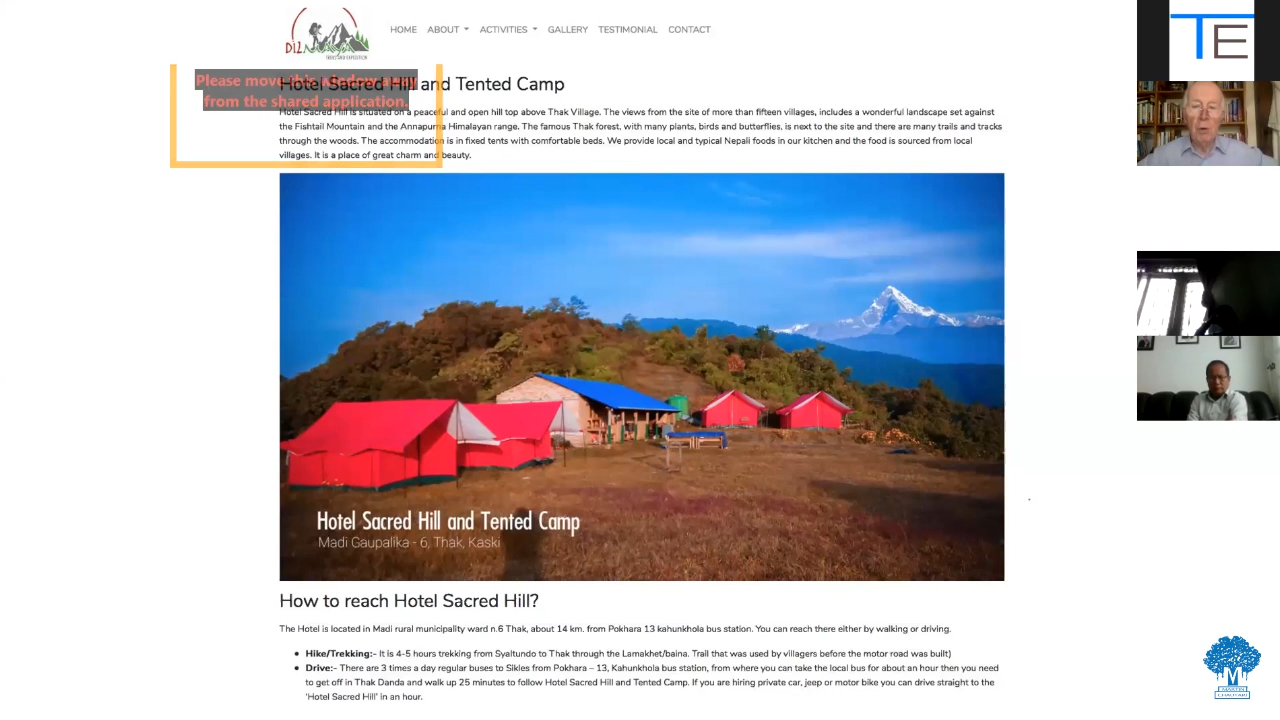 DiLMAYA
HOME ABOUT ACTIVITIES GALLERY TESTIMONIAL CONTACT
TE
Please move this window away
from the shared application.
Hotel Sacred Hill and Tented Camp
Hotel Sacred Hill is situated on a peaceful and open hill top above Thak Village. The views from the site of more than fifteen villages, includes a wonderful landscape set against
the Fishtail Mountain and the Annapurna Himalayan range. The famous Thak forest, with many plants, birds and butterflies, is next to the site and there are many trails and tracks
through the woods. The accommodation is in fixed tents with comfortable beds. We provide local and typical Nepali foods in our kitchen and the food is sourced from local
villages. It is a place of great charm and beauty.
Hotel Sacred Hill and Tented Camp
Madi Gaupalika - 6, Thak, Kaski
How to reach Hotel Sacred Hill?
The Hotel is located in Madi rural municipality ward n.6 Thak, about 14 km. from Pokhara 13 kahunkhola bus station. You can reach there either by walking or driving.
Hike/Trekking:- It is 4-5 hours trekking from Syaltundo to Thak through the Lamakhet/baina. Trail that was used by villagers before the motor road was built)
Drive:- There are 3 times a day regular buses to Sikles from Pokhara – 13, Kahunkhola bus station, from where you can take the local bus for about an hour then you need
to get off in Thak Danda and walk up 25 minutes to follow Hotel Sacred Hill and Tented Camp. If you are hiring private car, jeep or motor bike you can drive straight to the
'Hotel Sacred Hill' in an hour.
M
MARTIN
CHAUTARI